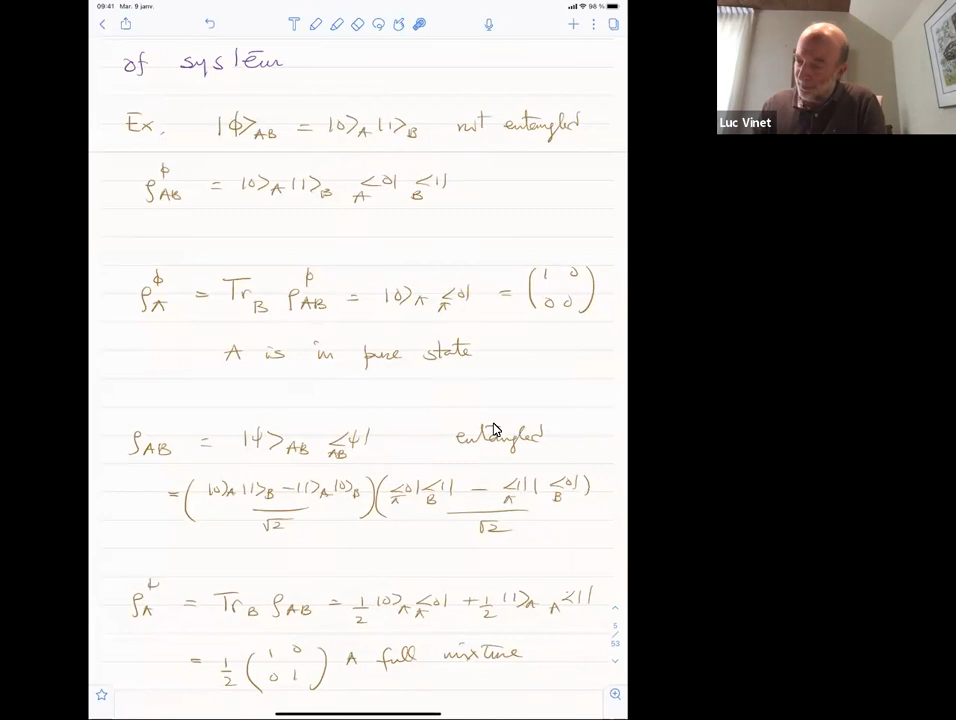 09:41 Mar. 9 janv.
98 %
of system
Ex. |ϕ>_AB = |0>_A |1>_B not entangled
ρ^ϕ_AB = |0>_A |1>_B _A<0| _B<1|
ρ^ϕ_A = Tr_B ρ^ϕ_AB = |0>_A _A<0| = ( 1 0 0 0 )
A is in pure state
ρ_AB = |ψ>_AB _AB<ψ| entangled
= ( |0>_A |1>_B - |1>_A |0>_B / √2 ) ( _A<0| _B<1| - _A<1| _B<0| / √2 )
ρ^ψ_A = Tr_B ρ_AB = 1/2 |0>_A _A<0| + 1/2 |1>_A _A<1|
= 1/2 ( 1 0 0 1 ) A full mixture
5
/
53
Luc Vinet